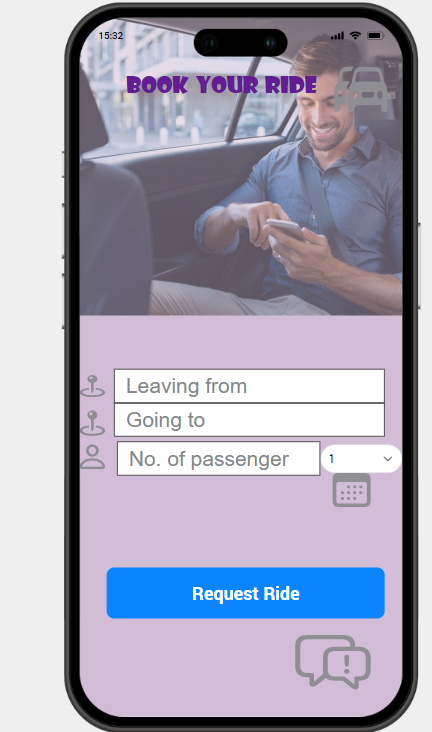 15:32
BOOK YOUR RIDE
Leaving from
Going to
No. of passenger 1
Request Ride